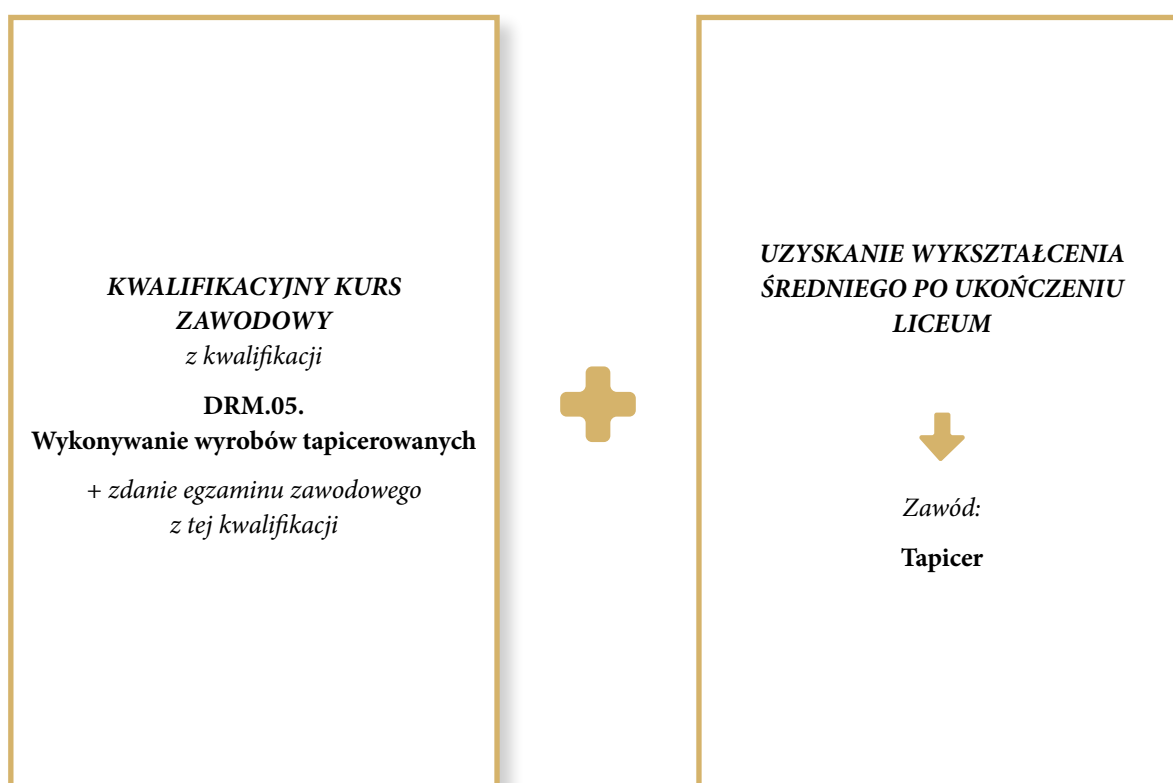 KWALIFIKACYJNY KURS
ZAWODOWY
z kwalifikacji
DRM.05.
Wykonywanie wyrobów tapicerowanych
+ zdanie egzaminu zawodowego
z tej kwalifikacji
UZYSKANIE WYKSZTAŁCENIA
ŚREDNIEGO PO UKOŃCZENIU
LICEUM
Zawód:
Tapicer